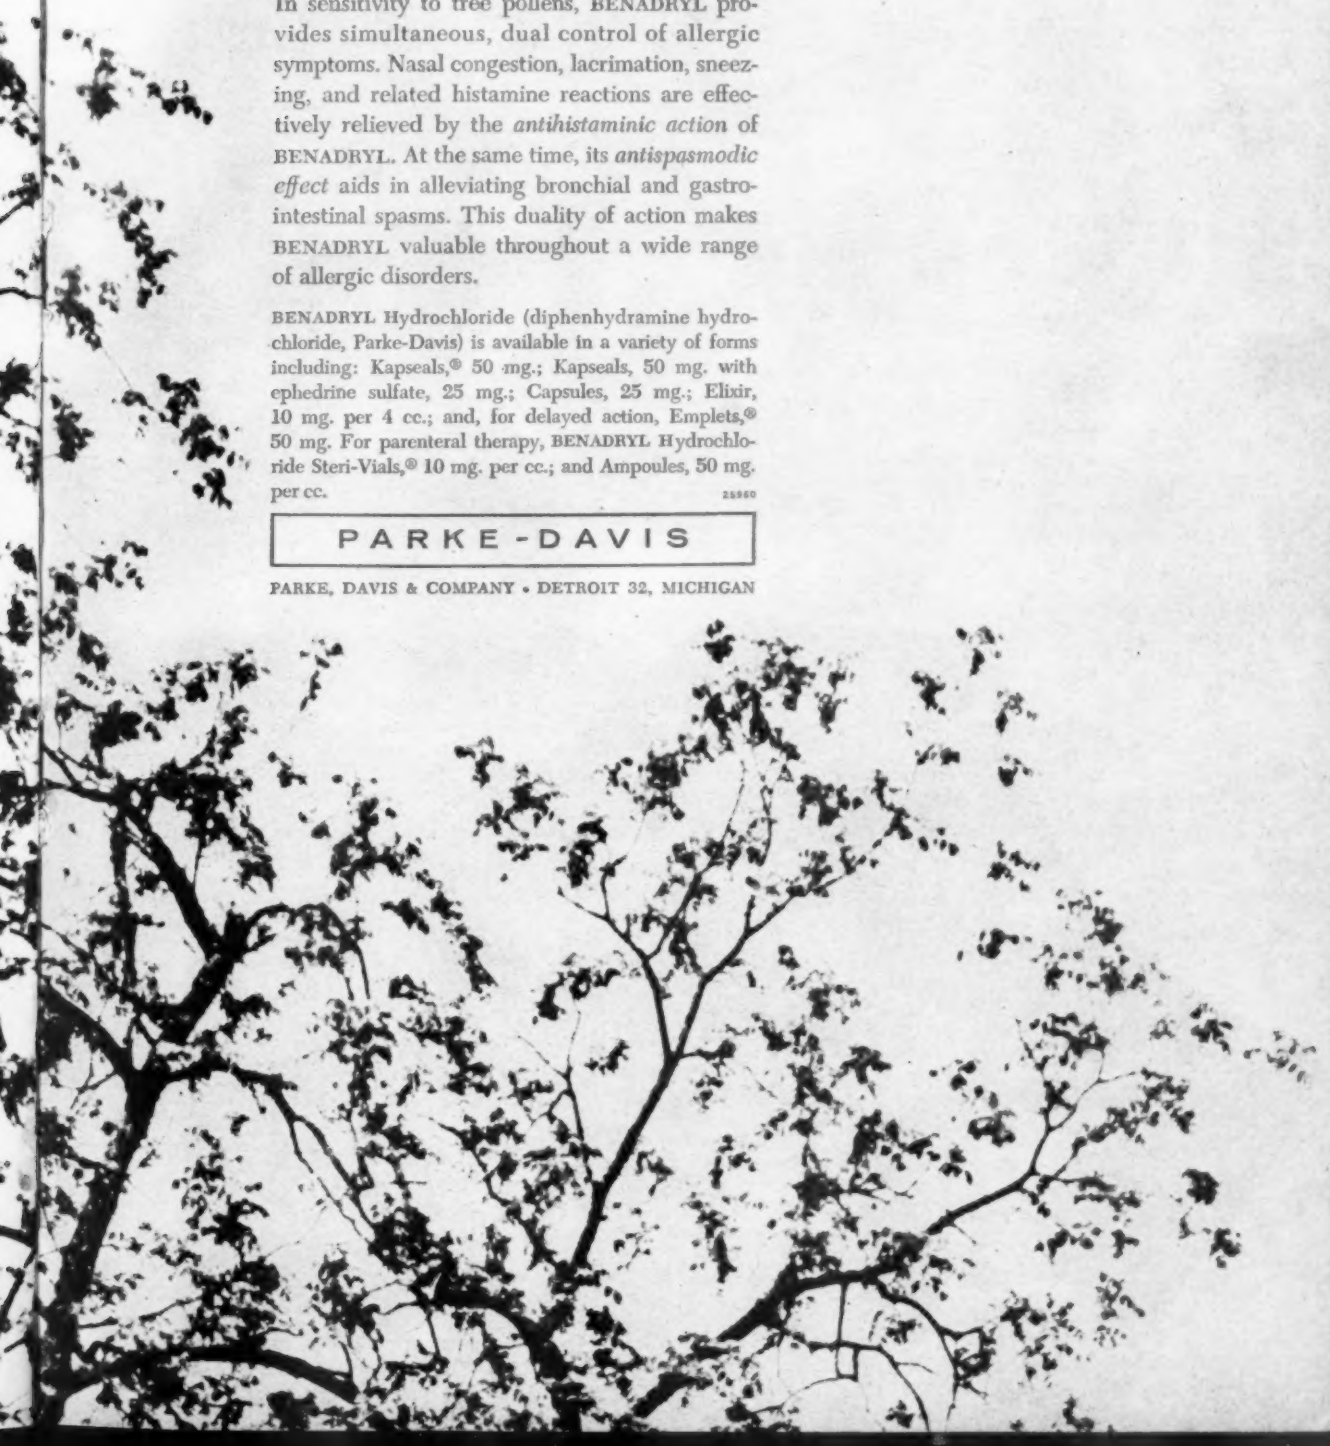 In sensitivity to tree pollens, BENADRYL pro-
vides simultaneous, dual control of allergic
symptoms. Nasal congestion, lacrimation, sneez-
ing, and related histamine reactions are effec-
tively relieved by the antihistaminic action of
BENADRYL. At the same time, its antispasmodic
effect aids in alleviating bronchial and gastro-
intestinal spasms. This duality of action makes
BENADRYL valuable throughout a wide range
of allergic disorders.
BENADRYL Hydrochloride (diphenhydramine hydro-
chloride, Parke-Davis) is available in a variety of forms
including: Kapseals,® 50 mg.; Kapseals, 50 mg. with
ephedrine sulfate, 25 mg.; Capsules, 25 mg.; Elixir,
10 mg. per 4 cc.; and, for delayed action, Emplets,®
50 mg. For parenteral therapy, BENADRYL Hydrochlo-
ride Steri-Vials,® 10 mg. per cc.; and Ampoules, 50 mg.
per cc. 25960
PARKE-DAVIS
PARKE, DAVIS & COMPANY • DETROIT 32, MICHIGAN